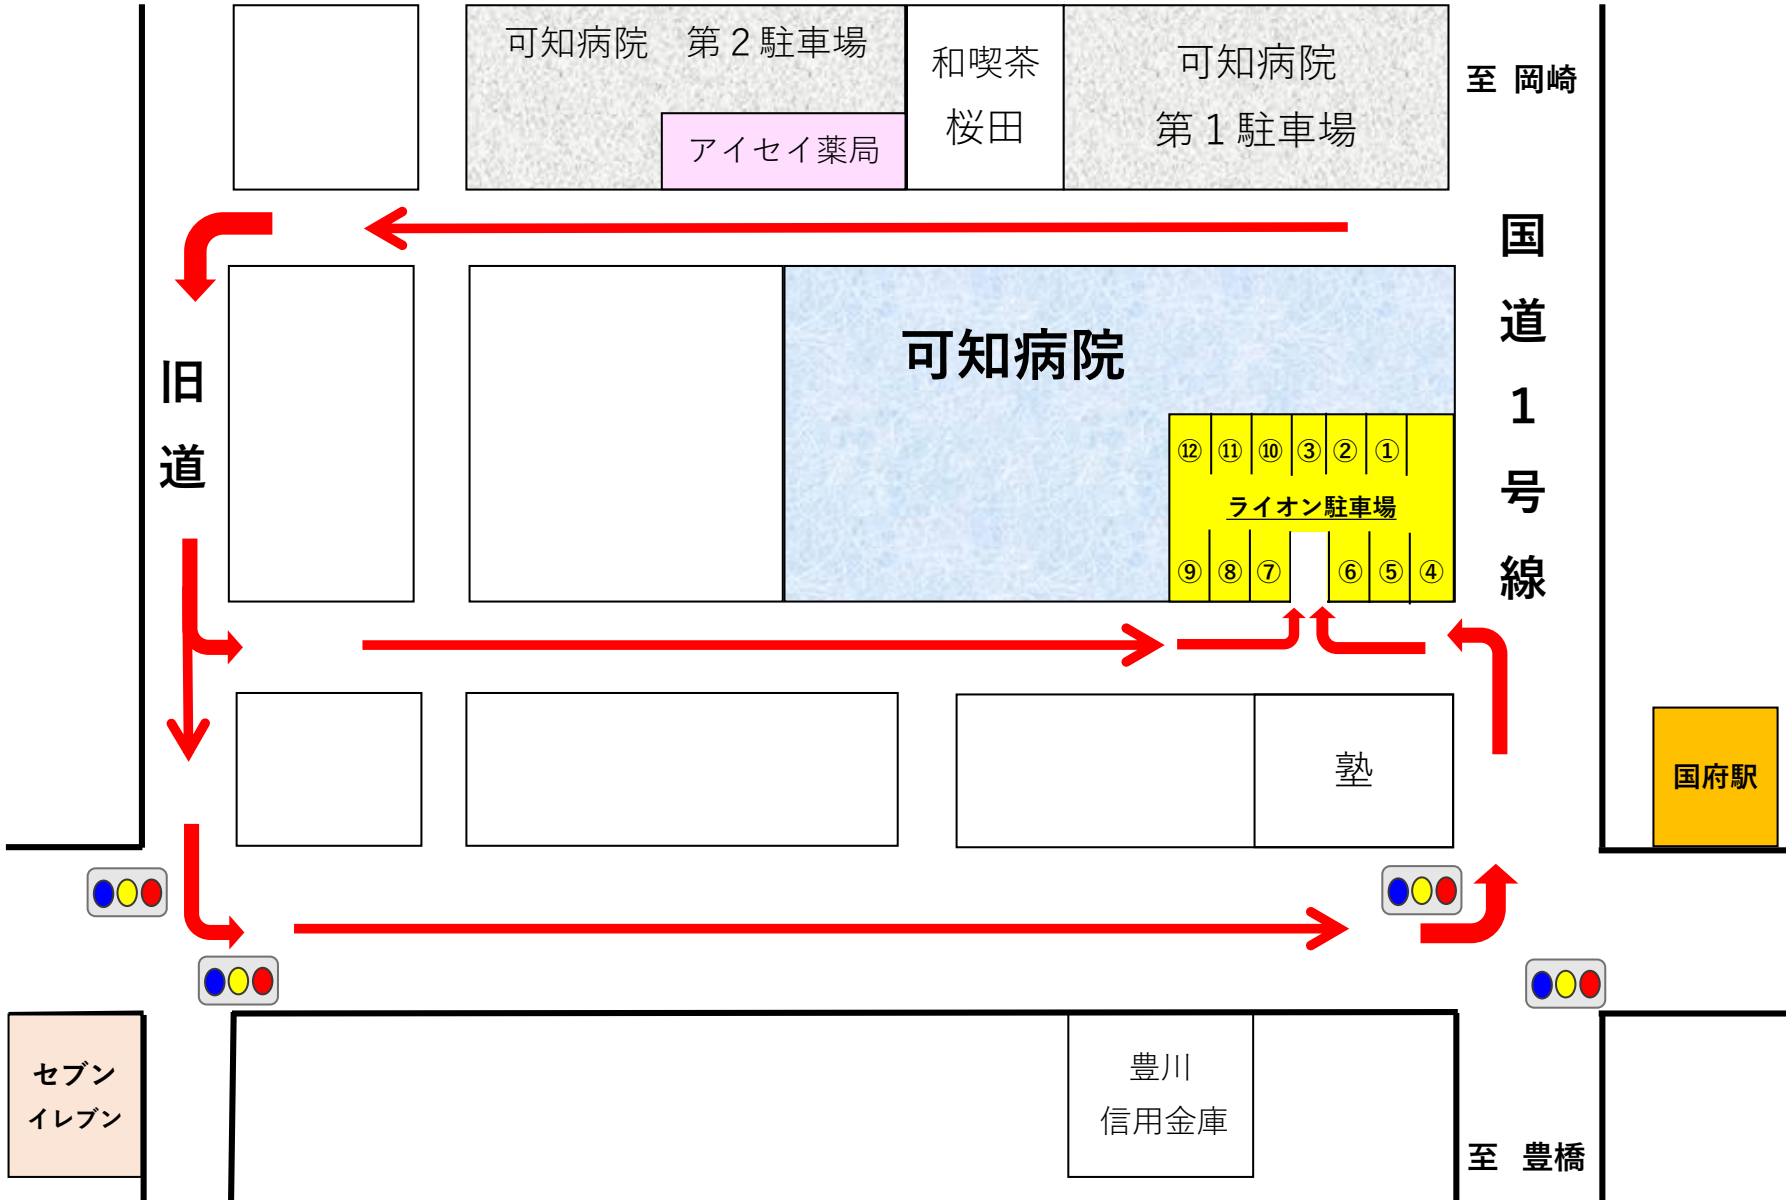 可知病院　第２駐車場
和喫茶
桜田
可知病院
第１駐車場
至 岡崎
アイセイ薬局
国道１号線
旧道
可知病院
⑫ ⑪ ⑩ ③ ② ①
ライオン駐車場
⑨ ⑧ ⑦ ⑥ ⑤ ④
塾
国府駅
セブン
イレブン
豊川
信用金庫
至 豊橋